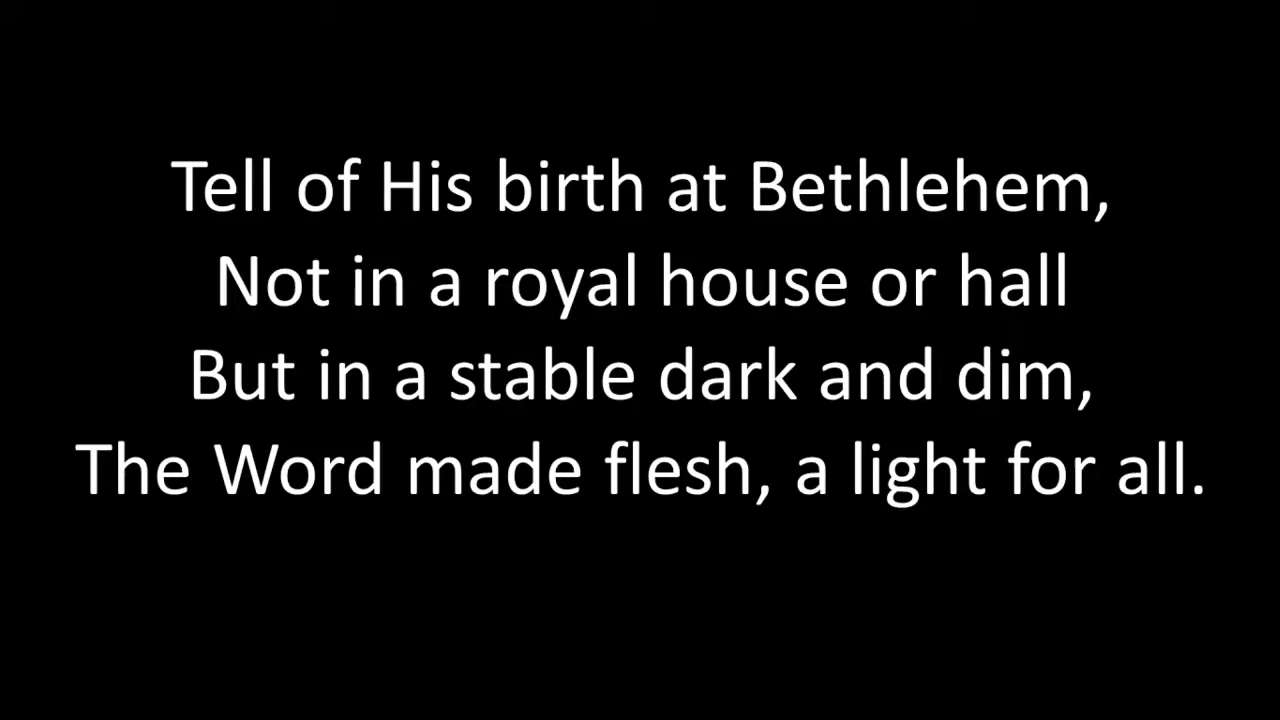 Tell of His birth at Bethlehem,
Not in a royal house or hall
But in a stable dark and dim,
The Word made flesh, a light for all.